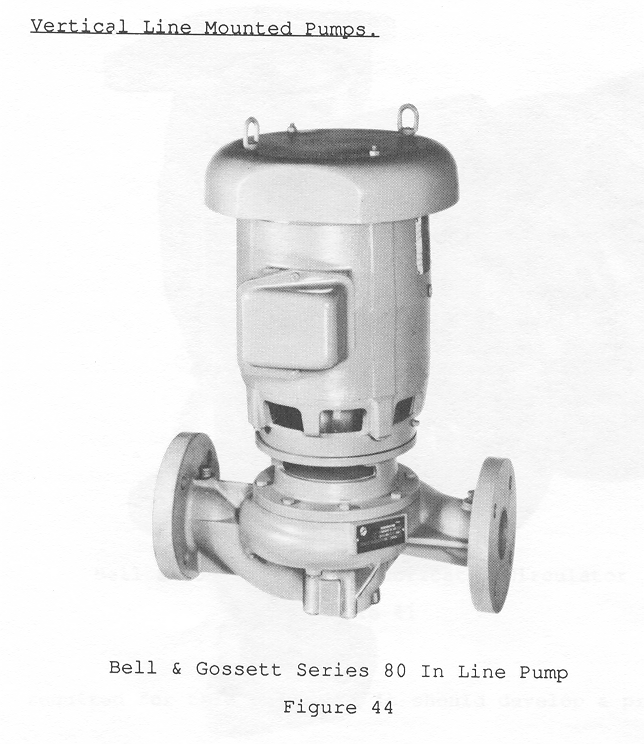 Vertical Line Mounted Pumps.
Bell & Gossett Series 80 In Line Pump
Figure 44